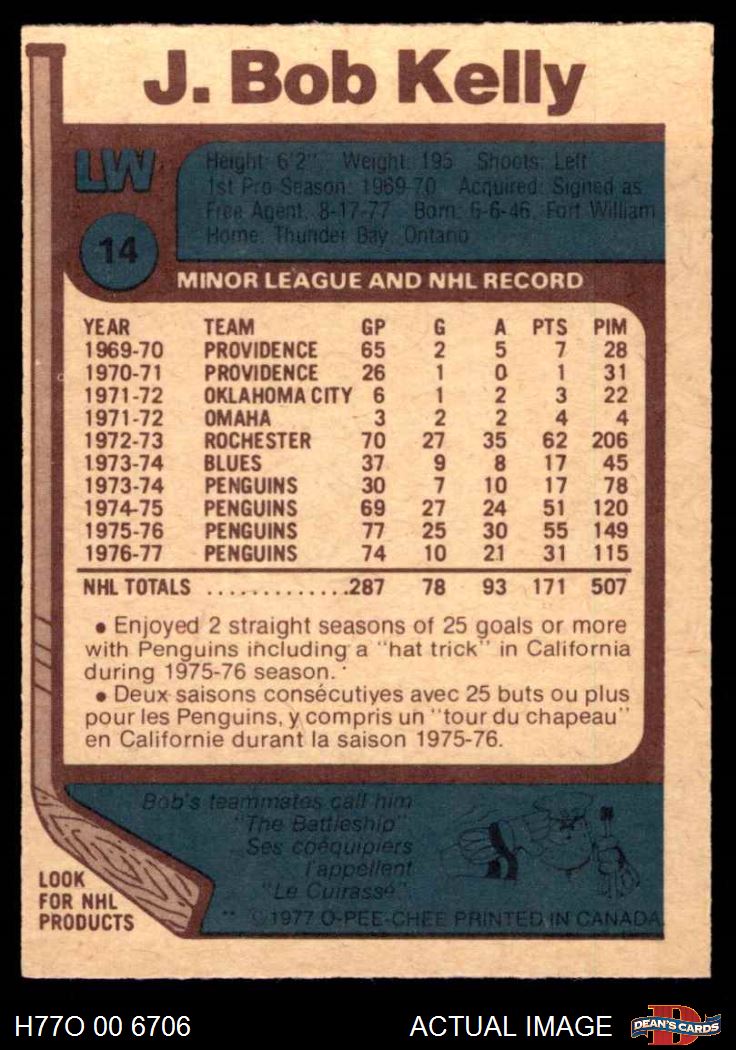 J. Bob Kelly
LW
14
Height: 6'2" Weight: 195 Shoots: Left
1st Pro Season: 1969-70 Acquired: Signed as
Free Agent, 8-17-77 Born: 6-6-46, Fort William
Home: Thunder Bay, Ontario
MINOR LEAGUE AND NHL RECORD
YEAR TEAM GP G A PTS PIM
1969-70 PROVIDENCE 65 2 5 7 28
1970-71 PROVIDENCE 26 1 0 1 31
1971-72 OKLAHOMA CITY 6 1 2 3 22
1971-72 OMAHA 3 2 2 4 4
1972-73 ROCHESTER 70 27 35 62 206
1973-74 BLUES 37 9 8 17 45
1973-74 PENGUINS 30 7 10 17 78
1974-75 PENGUINS 69 27 24 51 120
1975-76 PENGUINS 77 25 30 55 149
1976-77 PENGUINS 74 10 21 31 115
NHL TOTALS .............287 78 93 171 507
• Enjoyed 2 straight seasons of 25 goals or more
with Penguins including a "hat trick" in California
during 1975-76 season.
• Deux saisons consécutives avec 25 buts ou plus
pour les Penguins, y compris un "tour du chapeau"
en Californie durant la saison 1975-76.
Bob's teammates call him
"The Battleship"
Ses coéquipiers
l'appellent
"Le Cuirassé"
** ©1977 O-PEE-CHEE PRINTED IN CANADA
LOOK
FOR NHL
PRODUCTS
H77O 00 6706
ACTUAL IMAGE
DEAN'S CARDS